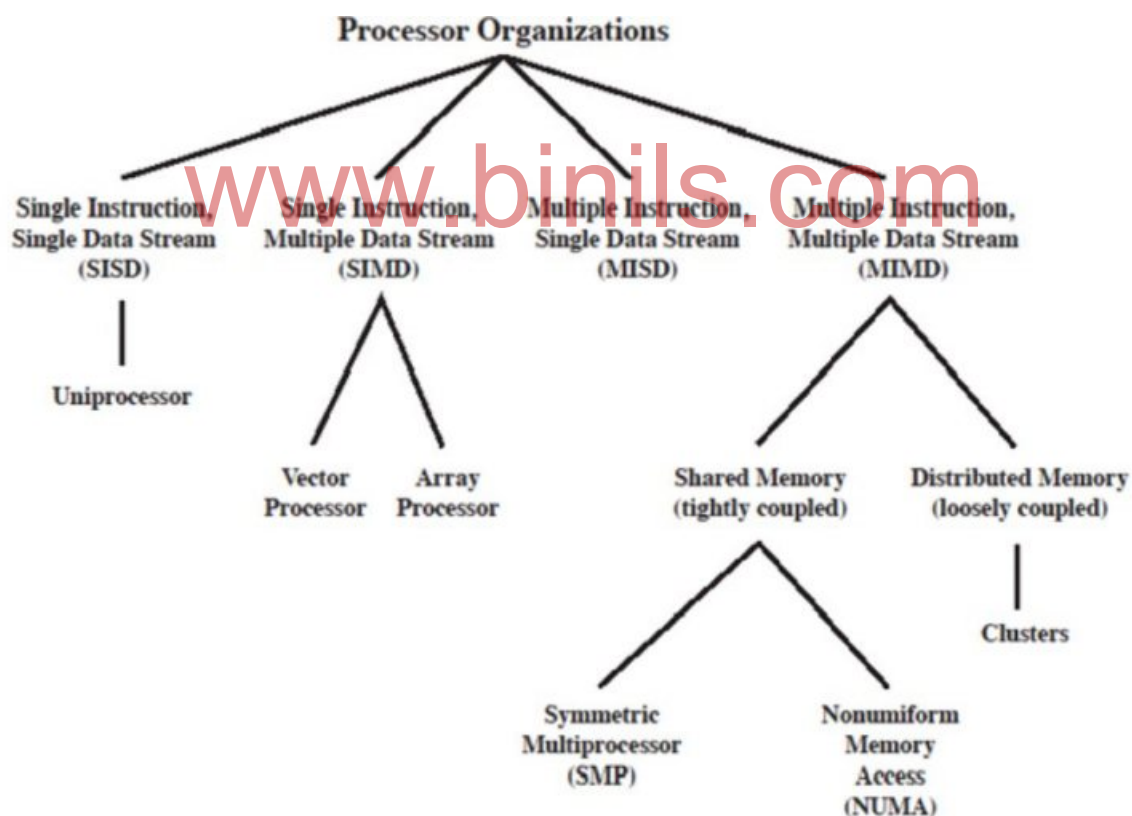 Processor Organizations
www.binils.com
Single Instruction,
Single Data Stream
(SISD)
Single Instruction,
Multiple Data Stream
(SIMD)
Multiple Instruction,
Single Data Stream
(MISD)
Multiple Instruction,
Multiple Data Stream
(MIMD)
Uniprocessor
Vector
Processor
Array
Processor
Shared Memory
(tightly coupled)
Distributed Memory
(loosely coupled)
Clusters
Symmetric
Multiprocessor
(SMP)
Nonumiform
Memory
Access
(NUMA)